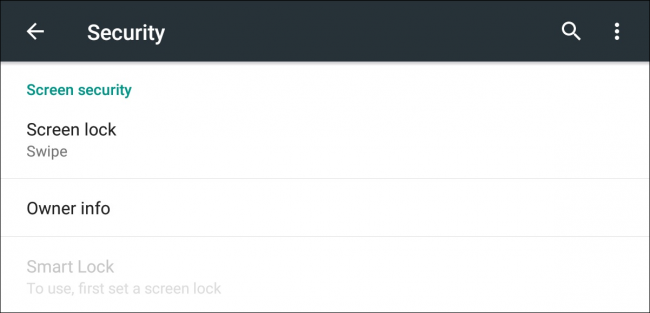 Security
Screen security
Screen lock
Swipe
Owner info
Smart Lock
To use, first set a screen lock